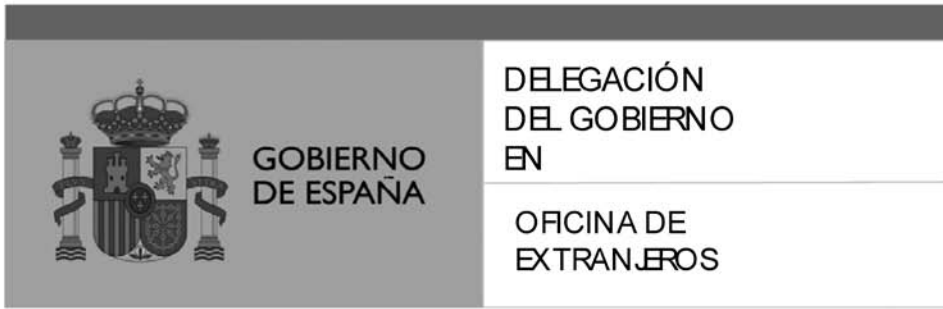 GOBIERNO
DE ESPAÑA
DELEGACIÓN
DEL GOBIERNO
EN
OFICINA DE
EXTRANJEROS